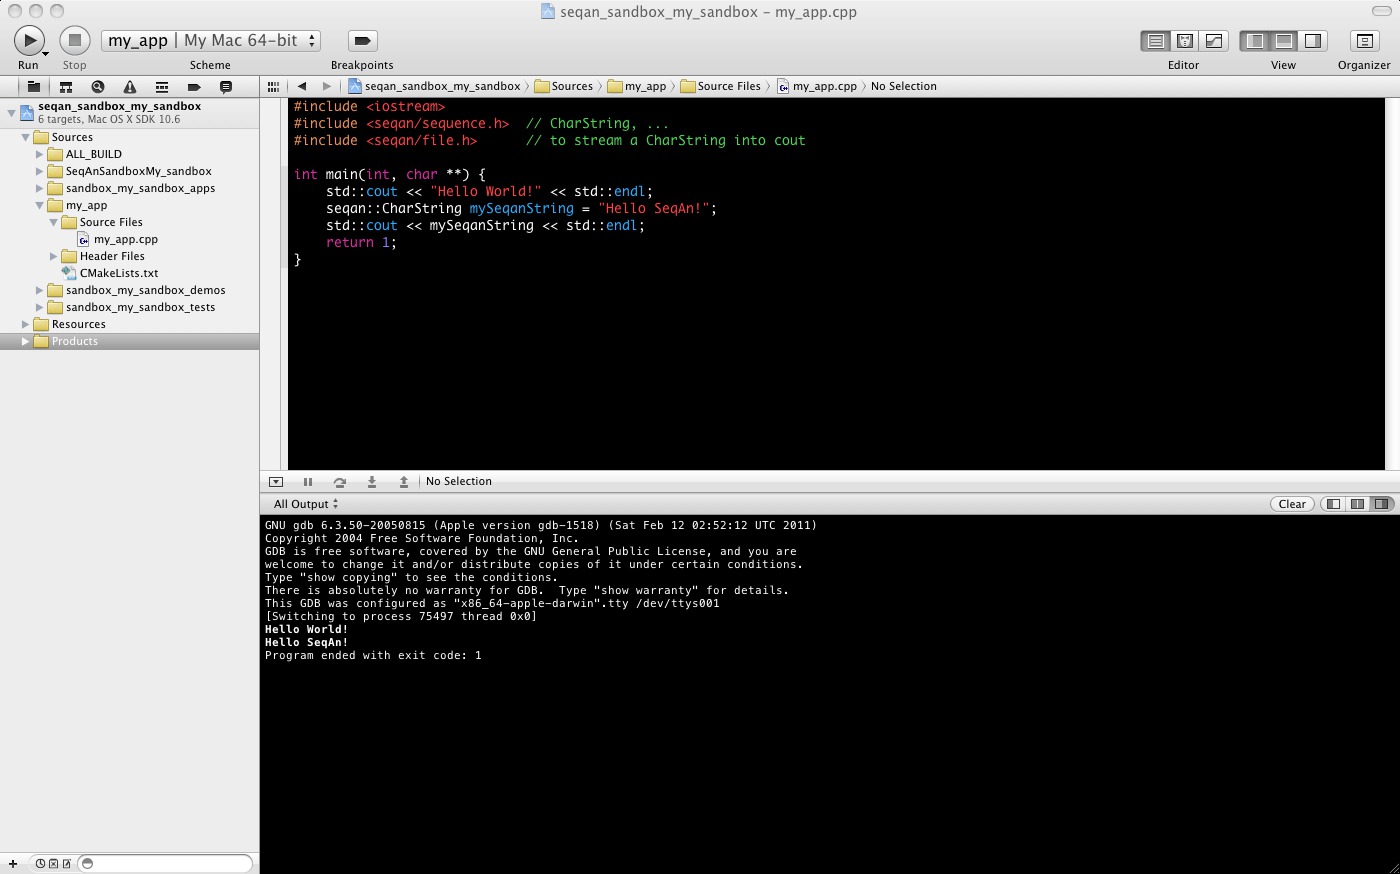 seqan_sandbox_my_sandbox – my_app.cpp
my_app | My Mac 64-bit
Run Stop Scheme Breakpoints Editor View Organizer
seqan_sandbox_my_sandbox Sources my_app Source Files my_app.cpp No Selection
seqan_sandbox_my_sandbox
6 targets, Mac OS X SDK 10.6
Sources
ALL_BUILD
SeqAnSandboxMy_sandbox
sandbox_my_sandbox_apps
my_app
Source Files
my_app.cpp
Header Files
CMakeLists.txt
sandbox_my_sandbox_demos
sandbox_my_sandbox_tests
Resources
Products
#include <iostream>
#include <seqan/sequence.h>  // CharString, ...
#include <seqan/file.h>      // to stream a CharString into cout
int main(int, char **) {
    std::cout << "Hello World!" << std::endl;
    seqan::CharString mySeqanString = "Hello SeqAn!";
    std::cout << mySeqanString << std::endl;
    return 1;
}
No Selection
All Output Clear
GNU gdb 6.3.50-20050815 (Apple version gdb-1518) (Sat Feb 12 02:52:12 UTC 2011)
Copyright 2004 Free Software Foundation, Inc.
GDB is free software, covered by the GNU General Public License, and you are
welcome to change it and/or distribute copies of it under certain conditions.
Type "show copying" to see the conditions.
There is absolutely no warranty for GDB.  Type "show warranty" for details.
This GDB was configured as "x86_64-apple-darwin".tty /dev/ttys001
[Switching to process 75497 thread 0x0]
Hello World!
Hello SeqAn!
Program ended with exit code: 1